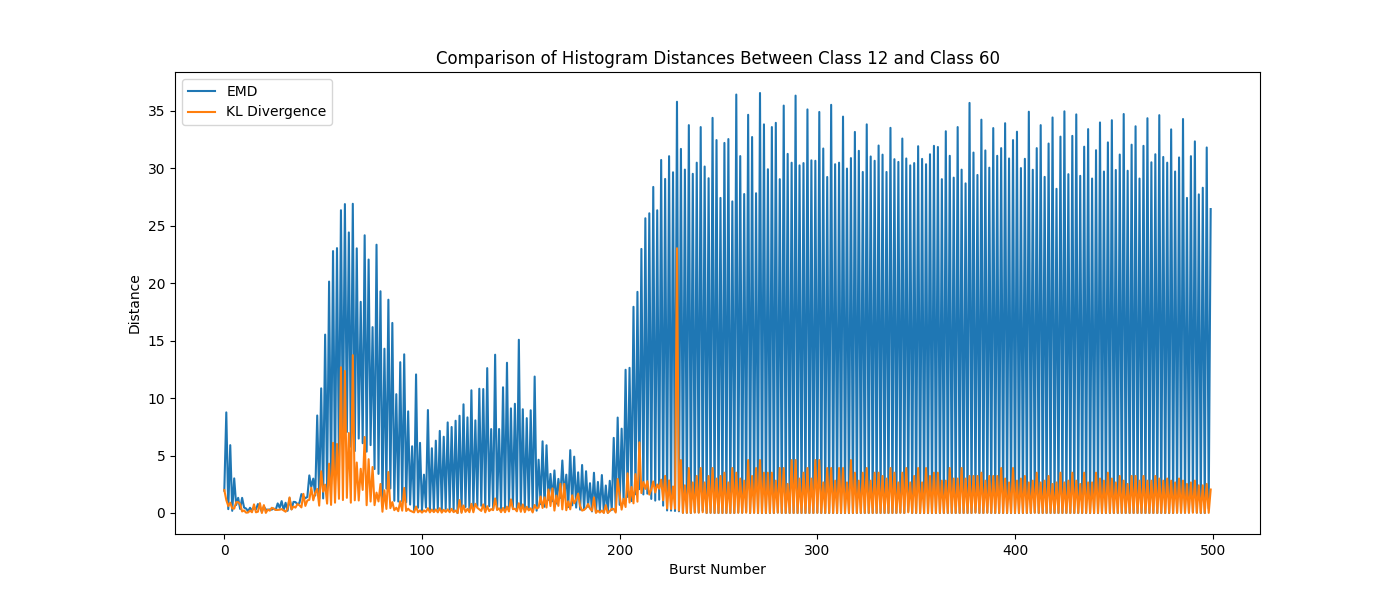 Comparison of Histogram Distances Between Class 12 and Class 60
EMD
KL Divergence
Distance
35
30
25
20
15
10
5
0
0 100 200 300 400 500
Burst Number